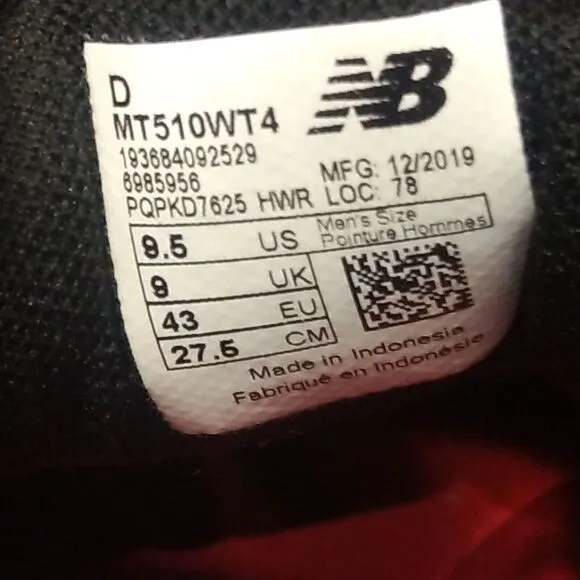 D
NB
MT510WT4
193684092529
6985956
MFG: 12/2019
PQPKD7625 HWR LOC: 78
9.5 US Men's Size
Pointure Hommes
9 UK
43 EU
27.5 CM
Made in Indonesia
Fabriqué en Indonésie